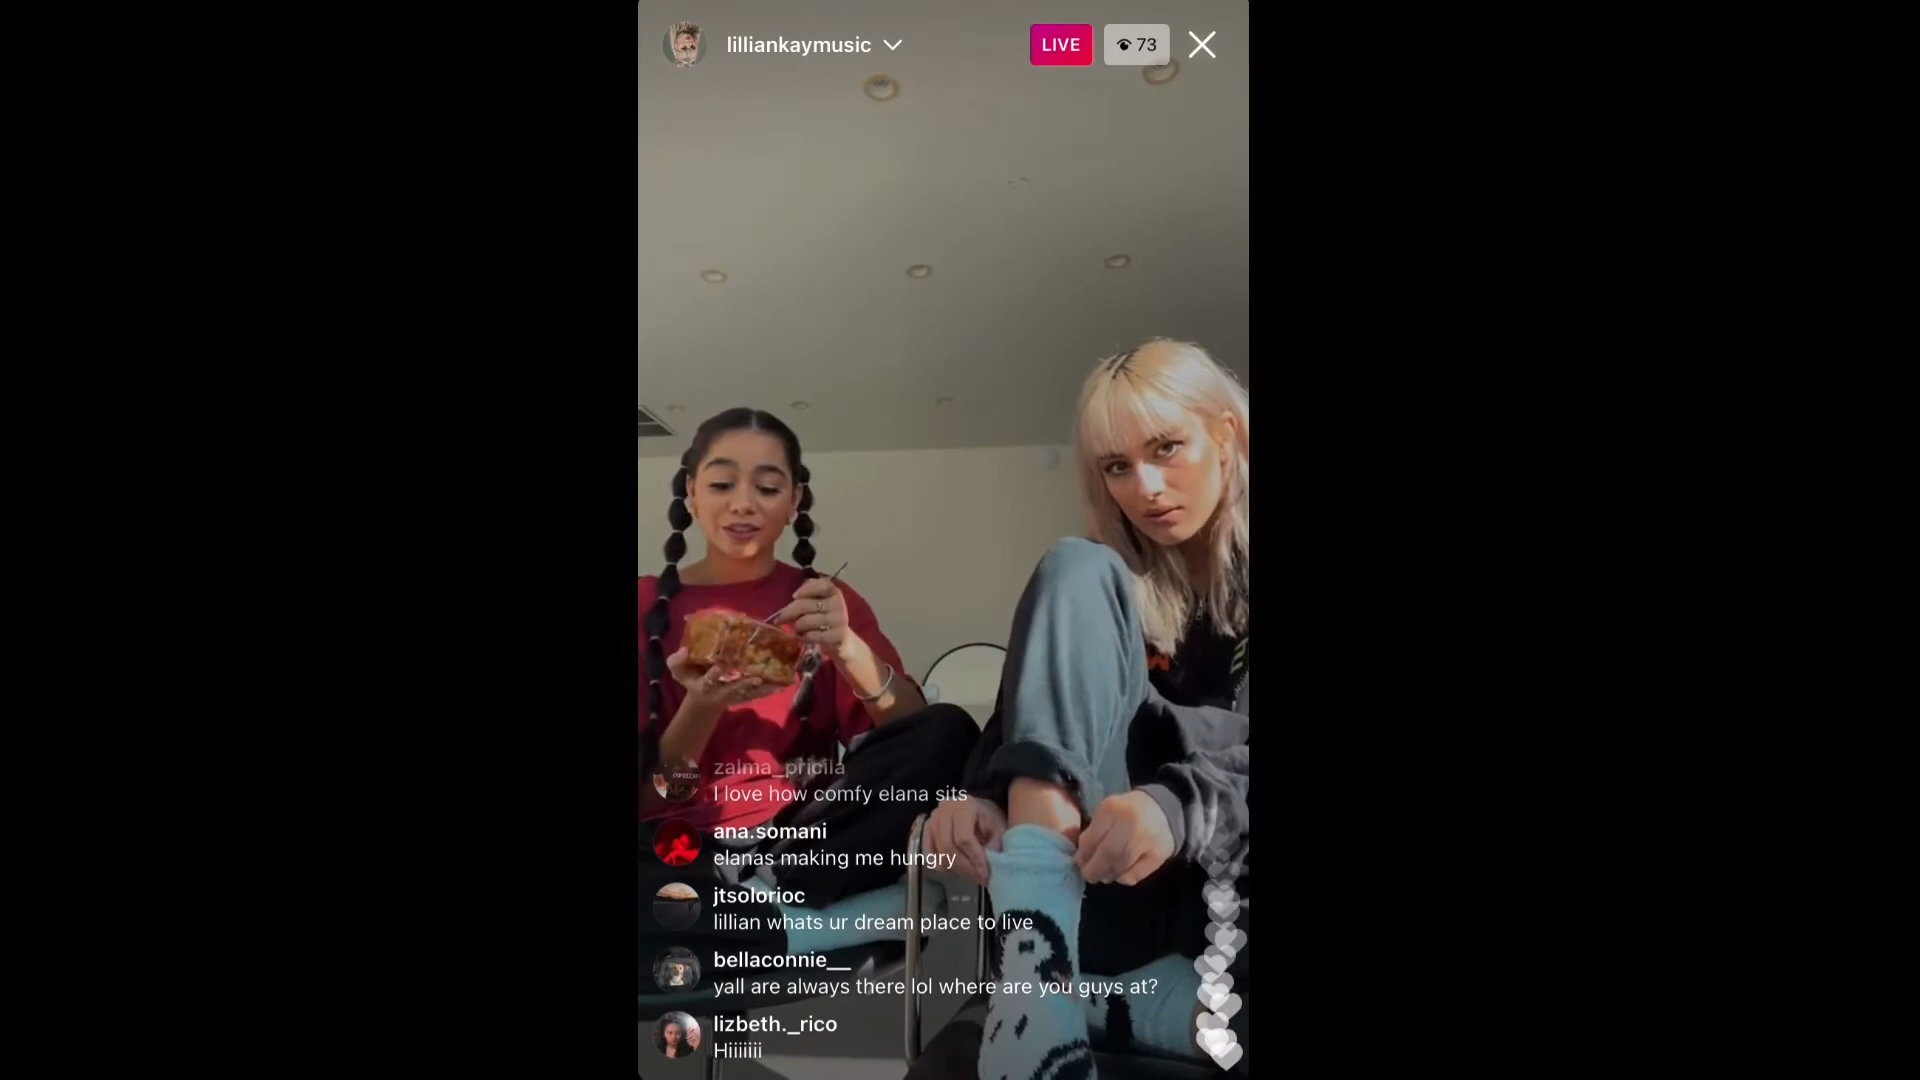 lilliankaymusic
LIVE
73
zalma_pricila
I love how comfy elana sits
ana.somani
elanas making me hungry
jtsolorioc
lillian whats ur dream place to live
bellaconnie__
yall are always there lol where are you guys at?
lizbeth._rico
Hiiiiiii